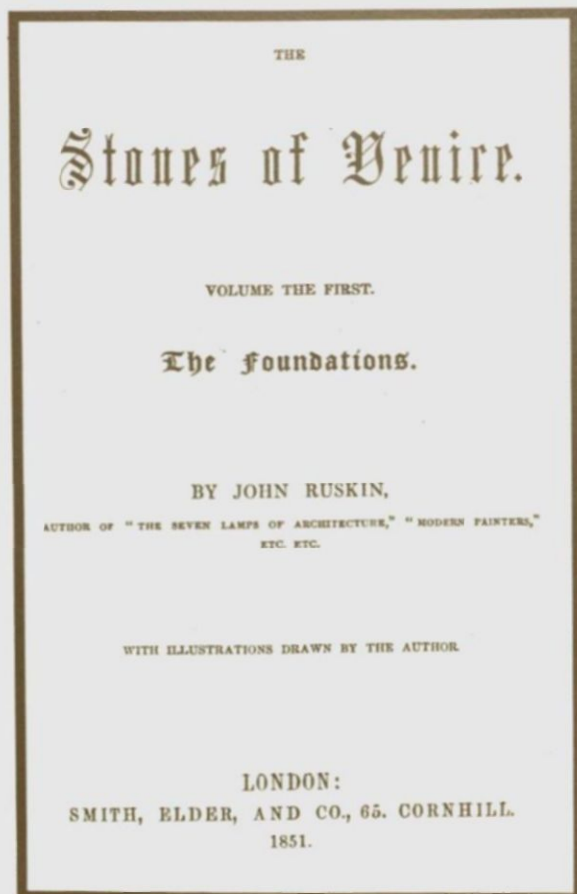 THE
Stones of Venice.
VOLUME THE FIRST.
The Foundations.
BY JOHN RUSKIN,
AUTHOR OF "THE SEVEN LAMPS OF ARCHITECTURE," "MODERN PAINTERS,"
ETC. ETC.
WITH ILLUSTRATIONS DRAWN BY THE AUTHOR
LONDON:
SMITH, ELDER, AND CO., 65. CORNHILL.
1851.